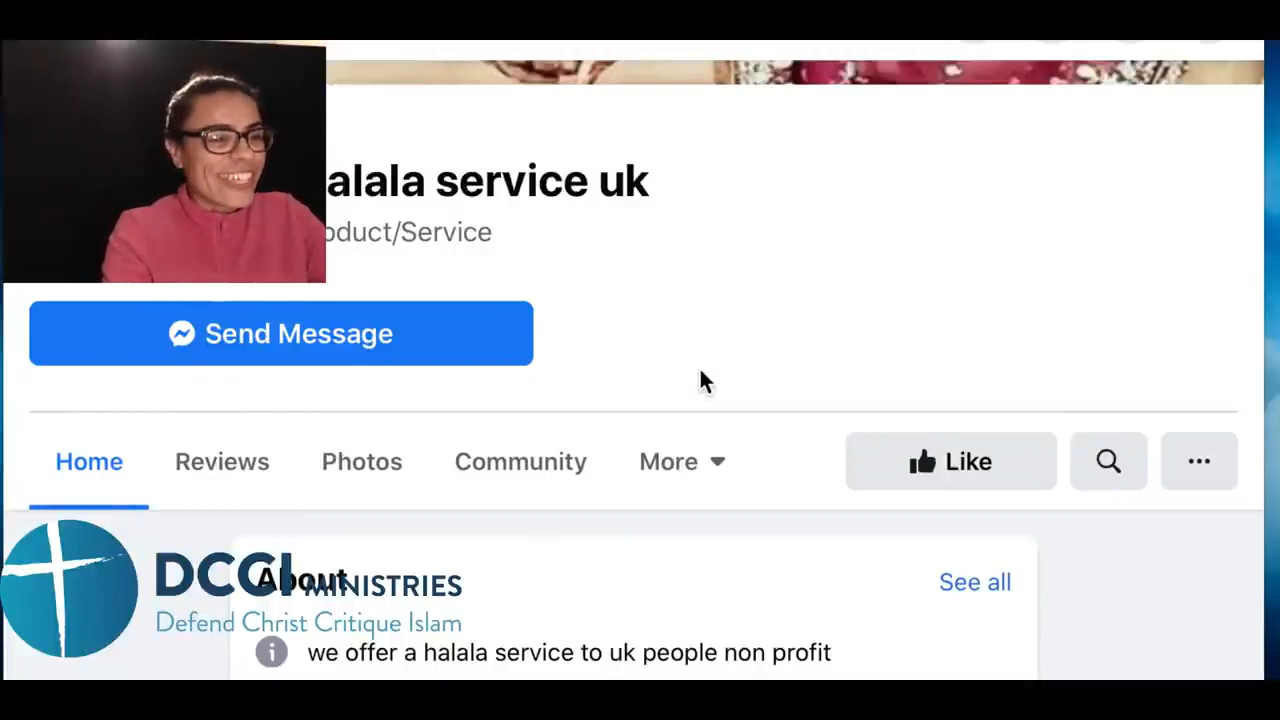 alala service uk
oduct/Service
Send Message
Home Reviews Photos Community More Like
DCCI MINISTRIES
About
See all
Defend Christ Critique Islam
we offer a halala service to uk people non profit